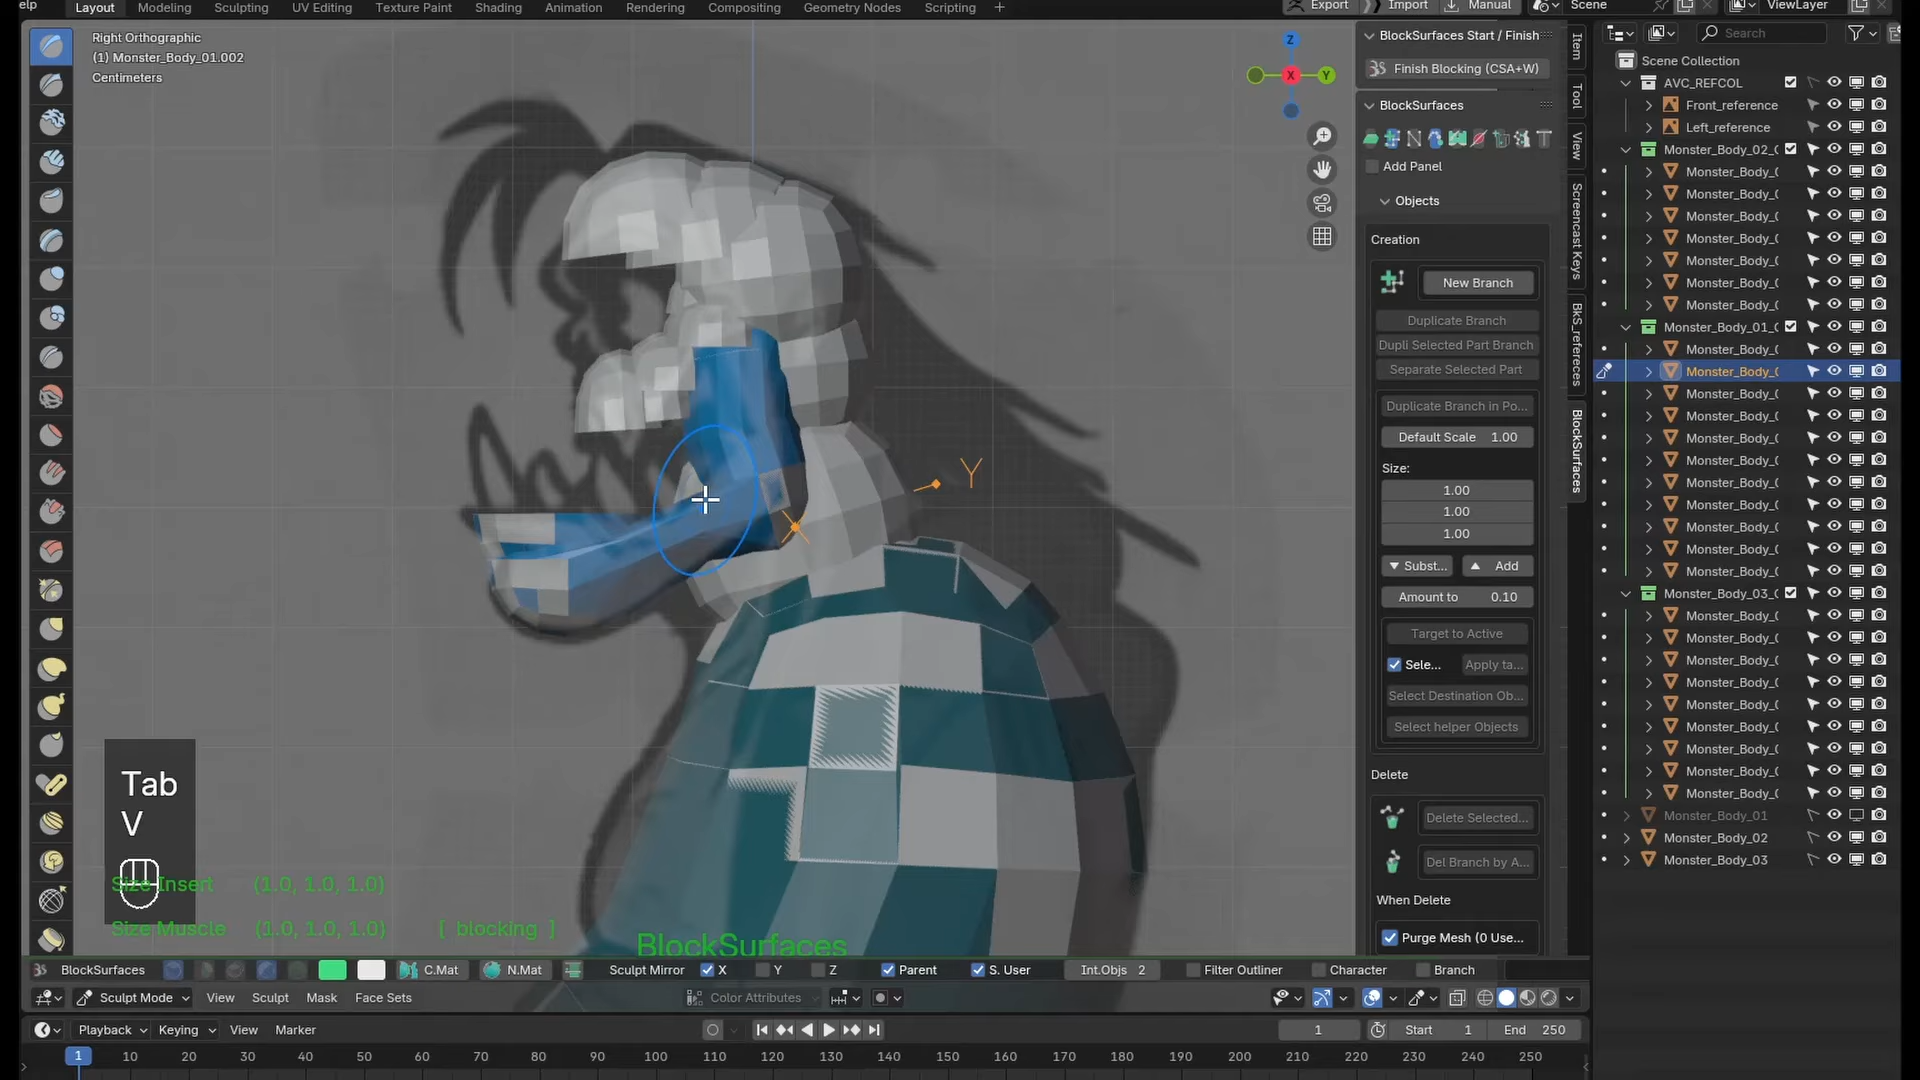 elp
Layout
Modeling
Sculpting
UV Editing
Texture Paint
Shading
Animation
Rendering
Compositing
Geometry Nodes
Scripting
+
Export
Import
Manual
Scene
ViewLayer
Right Orthographic
(1) Monster_Body_01.002
Centimeters
Z
X
Y
Y
BlockSurfaces Start / Finish
Finish Blocking (CSA+W)
BlockSurfaces
Add Panel
Objects
Creation
New Branch
Duplicate Branch
Dupli Selected Part Branch
Separate Selected Part
Duplicate Branch in Po...
Default Scale 1.00
Size:
1.00
1.00
1.00
Subst...
Add
Amount to 0.10
Target to Active
Sele...
Apply ta...
Select Destination Ob...
Select helper Objects
Delete
Delete Selected...
Del Branch by A...
When Delete
Purge Mesh (0 Use...
Item
Tool
View
Screencast Keys
BkS_refereces
BlockSurfaces
Search
Scene Collection
AVC_REFCOL
Front_reference
Left_reference
Monster_Body_02_
Monster_Body_
Monster_Body_
Monster_Body_
Monster_Body_
Monster_Body_
Monster_Body_
Monster_Body_
Monster_Body_01_
Monster_Body_
Monster_Body_
Monster_Body_
Monster_Body_
Monster_Body_
Monster_Body_
Monster_Body_
Monster_Body_
Monster_Body_
Monster_Body_
Monster_Body_
Monster_Body_03_
Monster_Body_
Monster_Body_
Monster_Body_
Monster_Body_
Monster_Body_
Monster_Body_
Monster_Body_
Monster_Body_
Monster_Body_
Monster_Body_01
Monster_Body_02
Monster_Body_03
Tab
V
Size Insert (1.0, 1.0, 1.0)
Size Muscle (1.0, 1.0, 1.0) [ blocking ]
BlockSurfaces
BlockSurfaces
C.Mat
N.Mat
Sculpt Mirror
X
Y
Z
Parent
S. User
Int.Objs 2
Filter Outliner
Character
Branch
Sculpt Mode
View
Sculpt
Mask
Face Sets
Color Attributes
Playback
Keying
View
Marker
1
Start 1
End 250
1 10 20 30 40 50 60 70 80 90 100 110 120 130 140 150 160 170 180 190 200 210 220 230 240 250